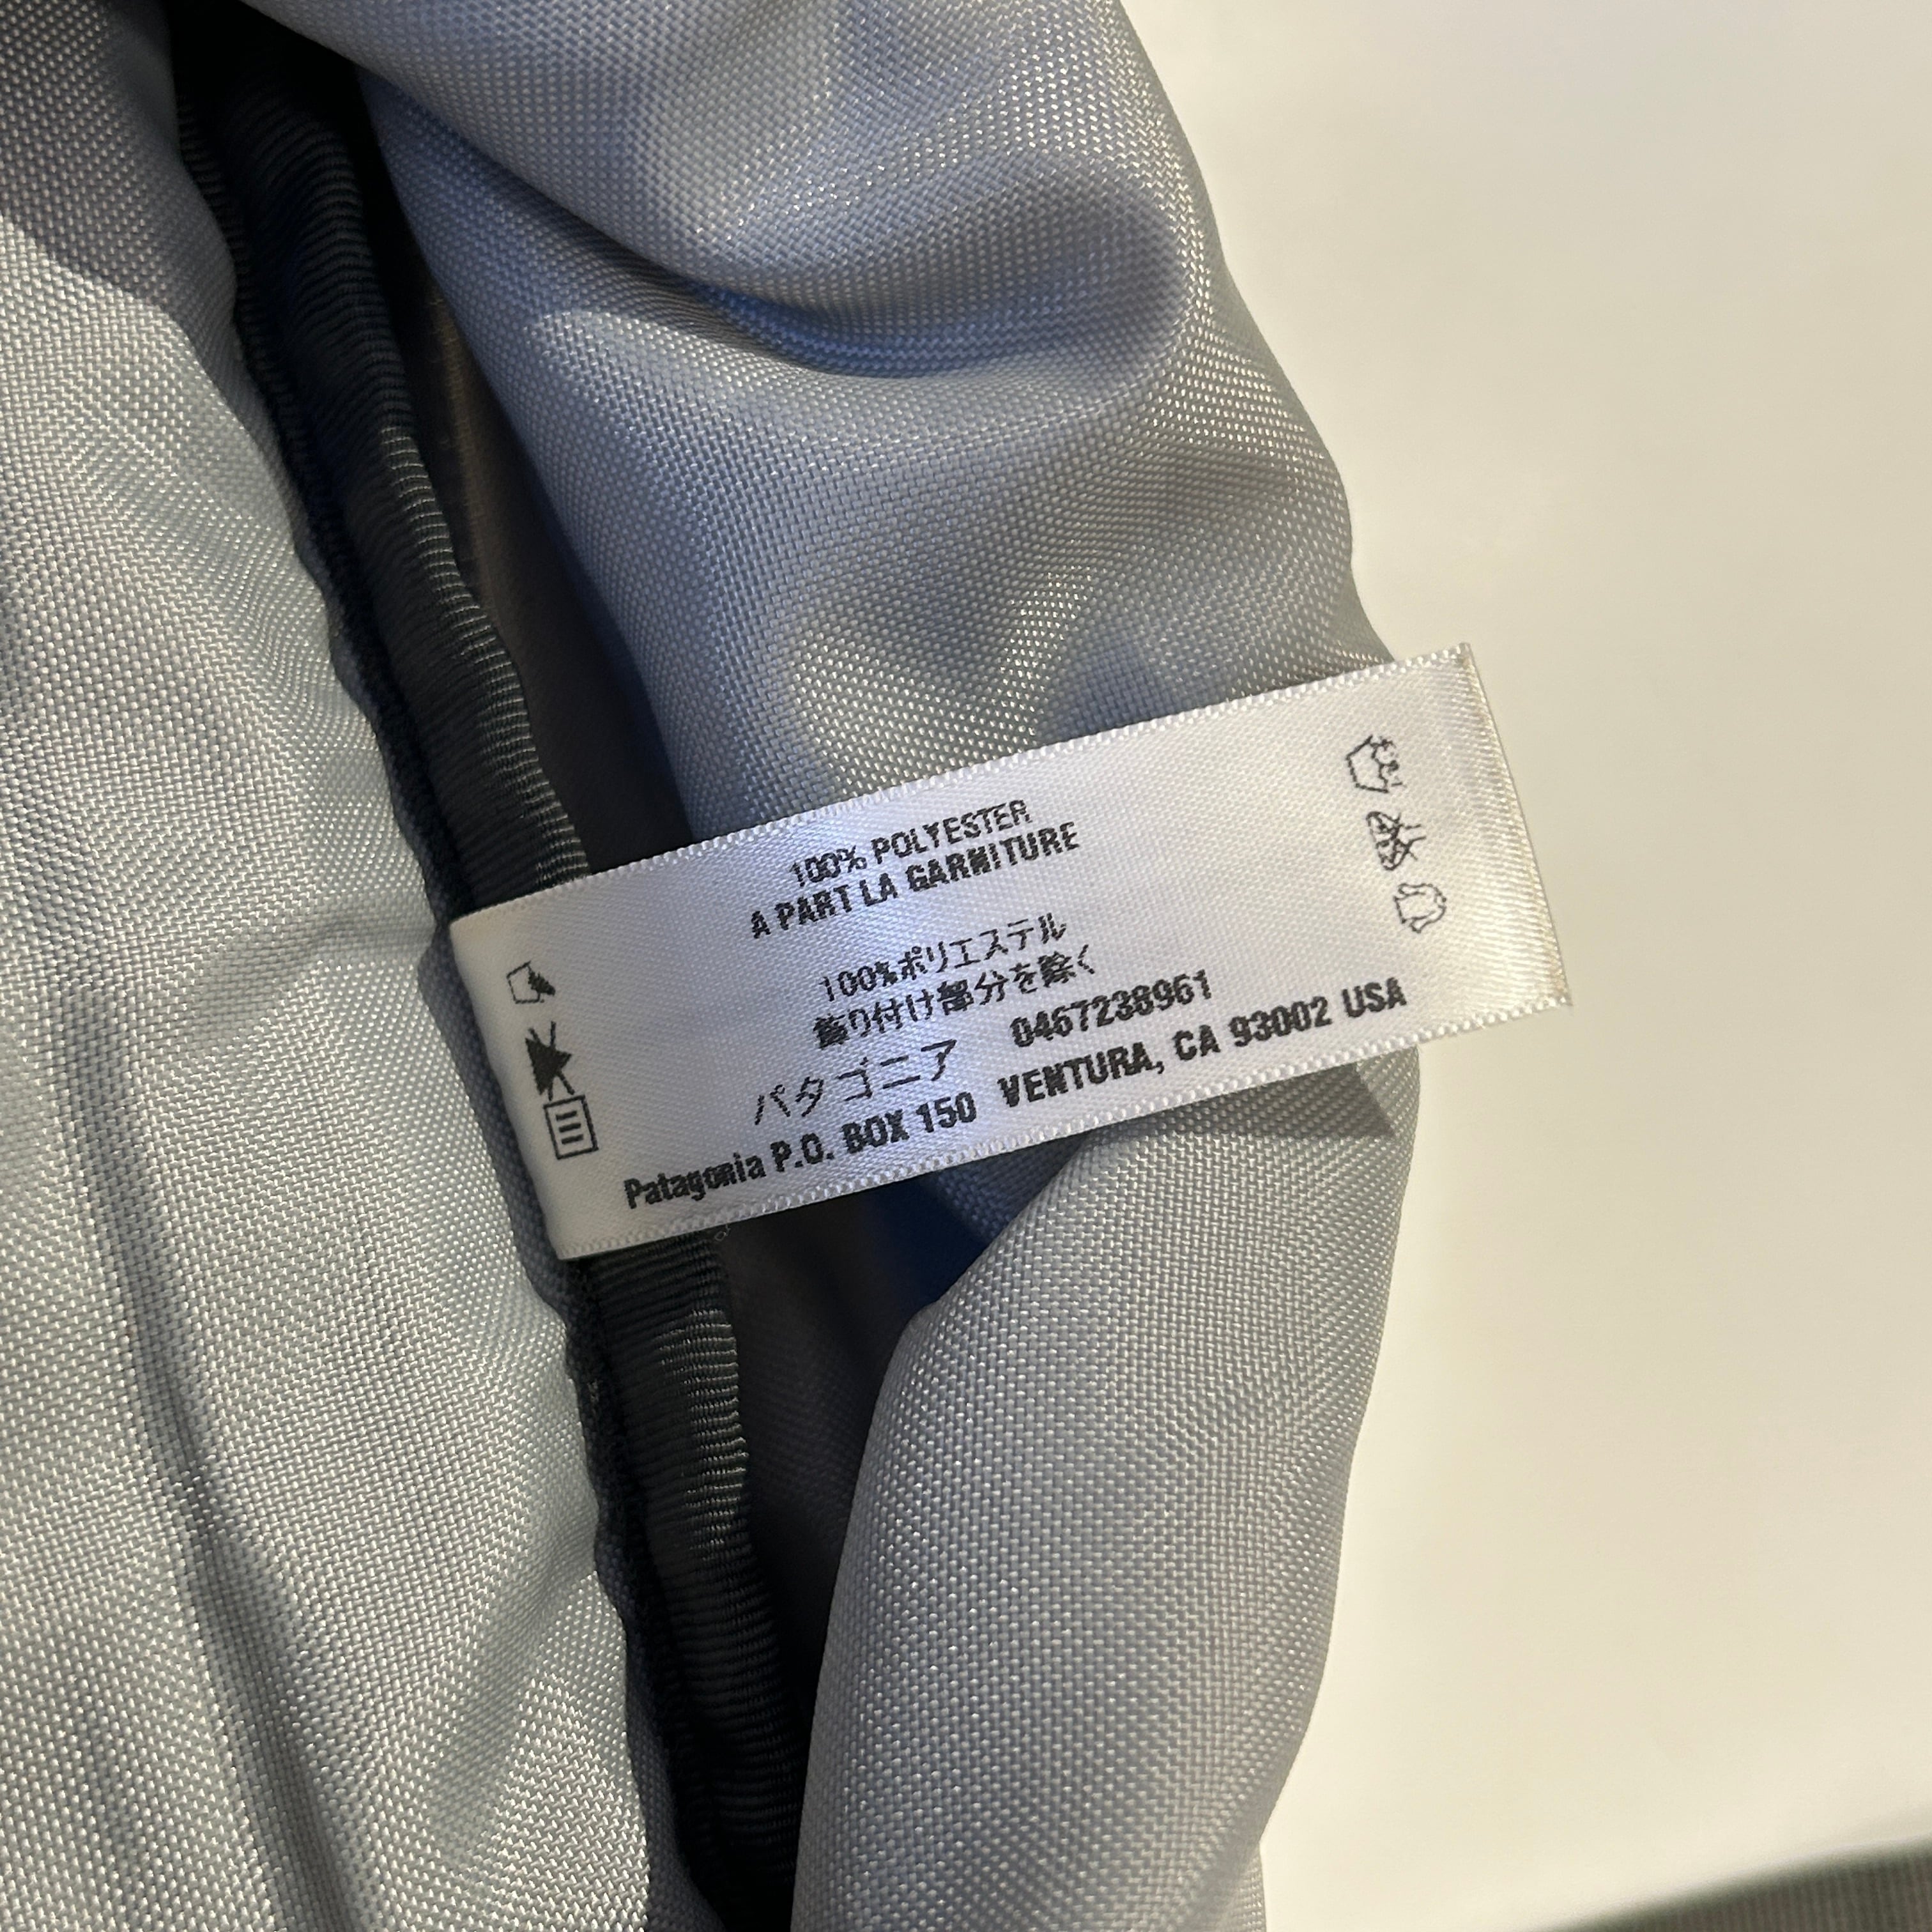 100% POLYESTER
A PART LA GARNITURE
100%ポリエステル
飾り付け部分を除く
パタゴニア 0467238961
Patagonia P.O. BOX 150 VENTURA, CA 93002 USA